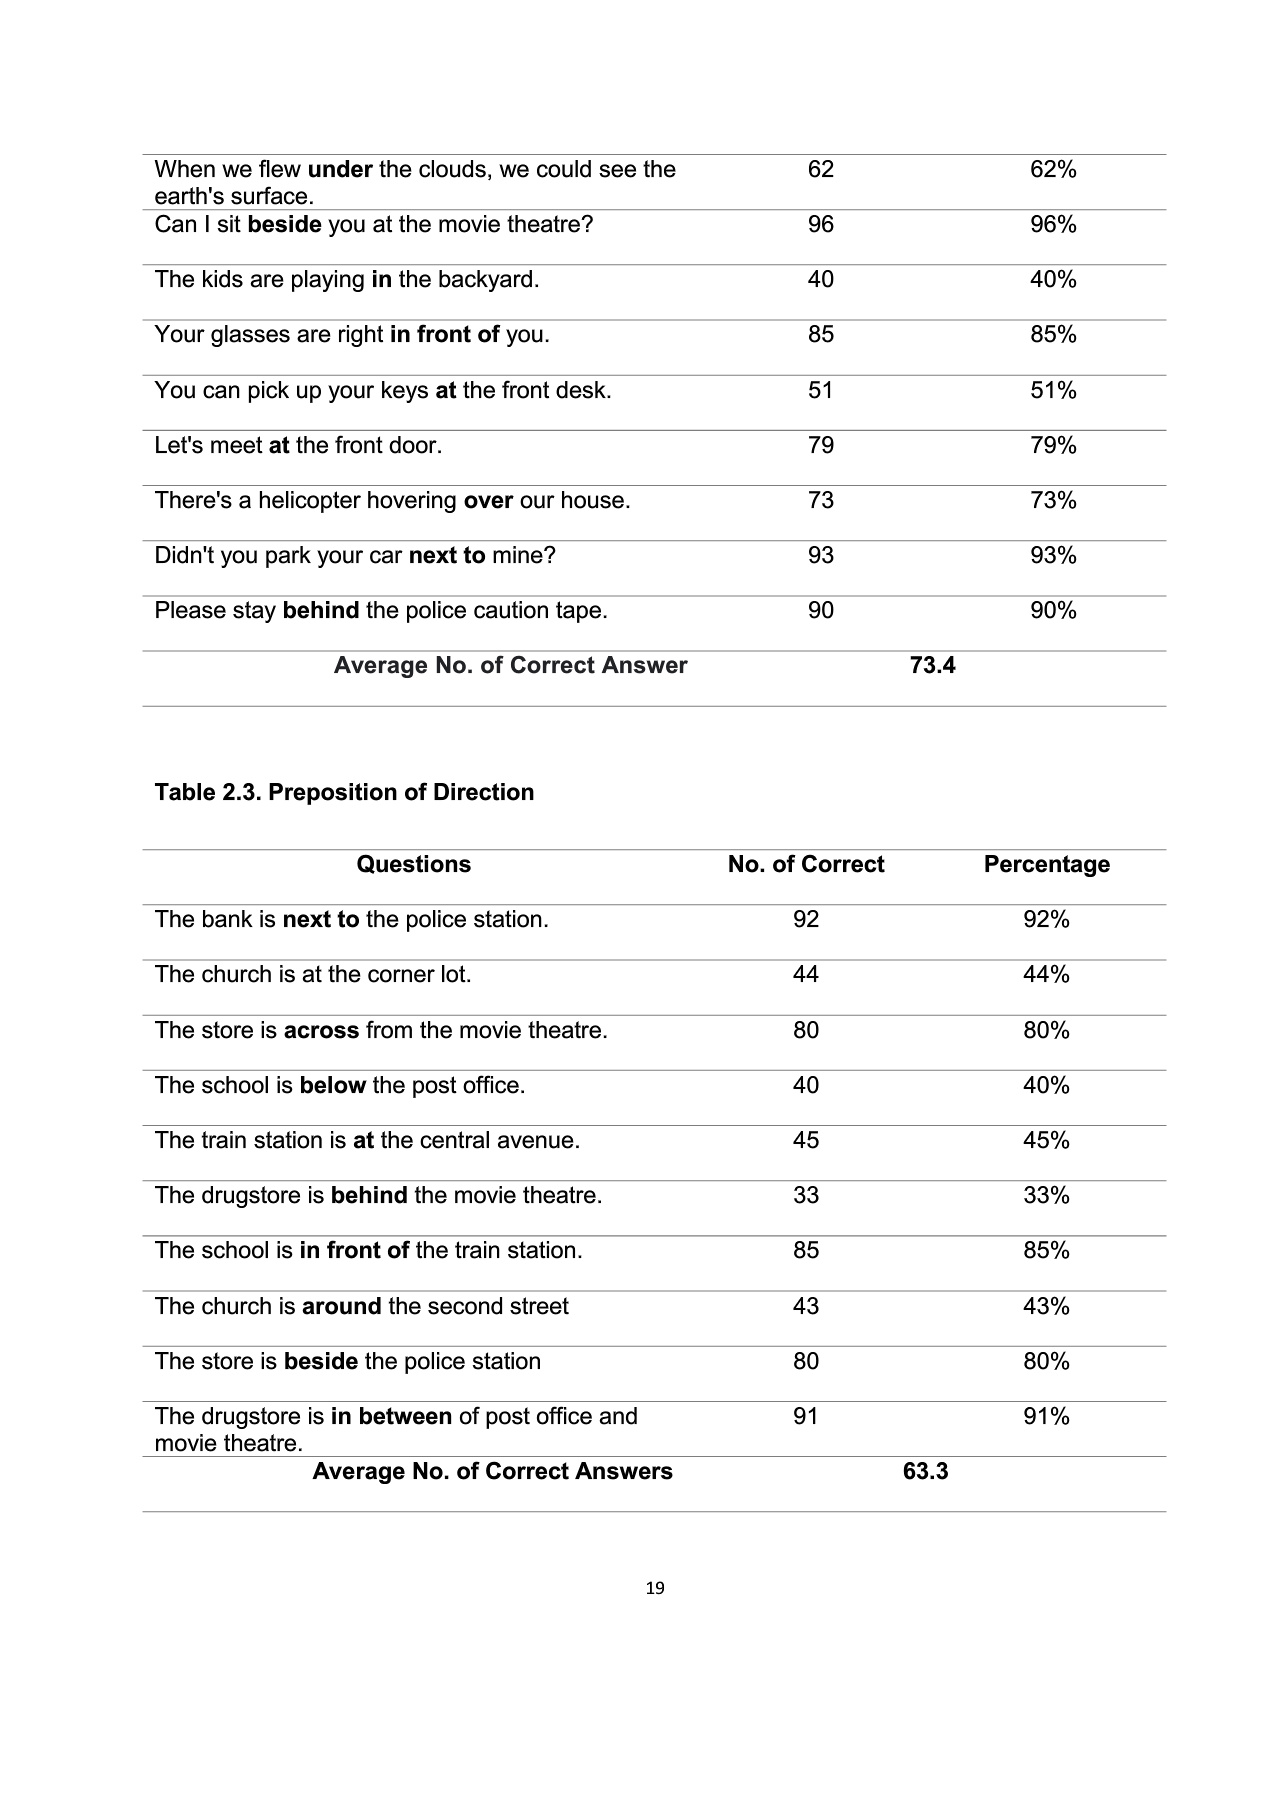 When we flew under the clouds, we could see the 62 62%
earth's surface.
Can I sit beside you at the movie theatre? 96 96%
The kids are playing in the backyard. 40 40%
Your glasses are right in front of you. 85 85%
You can pick up your keys at the front desk. 51 51%
Let's meet at the front door. 79 79%
There's a helicopter hovering over our house. 73 73%
Didn't you park your car next to mine? 93 93%
Please stay behind the police caution tape. 90 90%
Average No. of Correct Answer 73.4
Table 2.3. Preposition of Direction
Questions No. of Correct Percentage
The bank is next to the police station. 92 92%
The church is at the corner lot. 44 44%
The store is across from the movie theatre. 80 80%
The school is below the post office. 40 40%
The train station is at the central avenue. 45 45%
The drugstore is behind the movie theatre. 33 33%
The school is in front of the train station. 85 85%
The church is around the second street 43 43%
The store is beside the police station 80 80%
The drugstore is in between of post office and 91 91%
movie theatre.
Average No. of Correct Answers 63.3
19